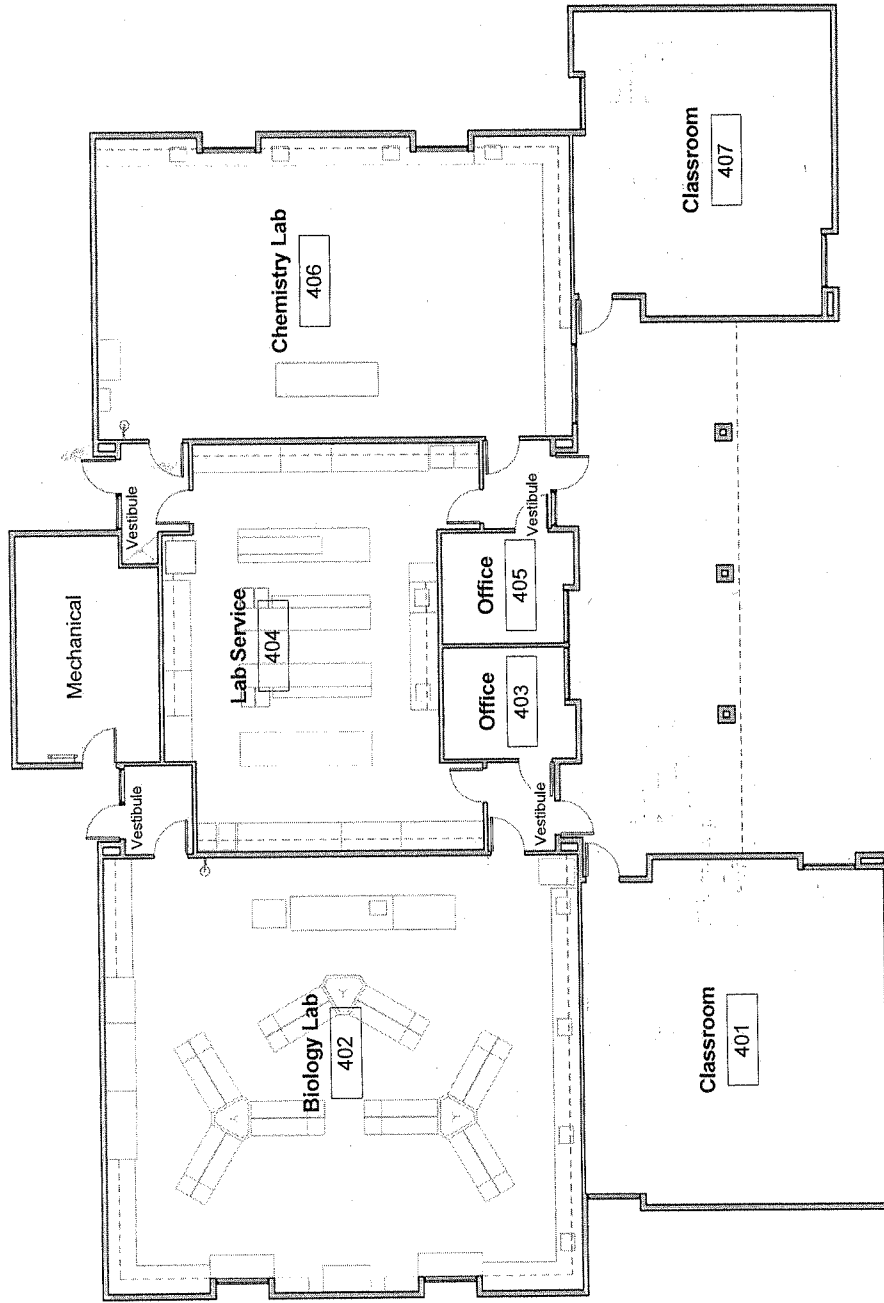 Mechanical
Vestibule
Vestibule
Biology Lab
402
Lab Service
404
Chemistry Lab
406
Office
403
Office
405
Vestibule
Vestibule
Classroom
401
Classroom
407